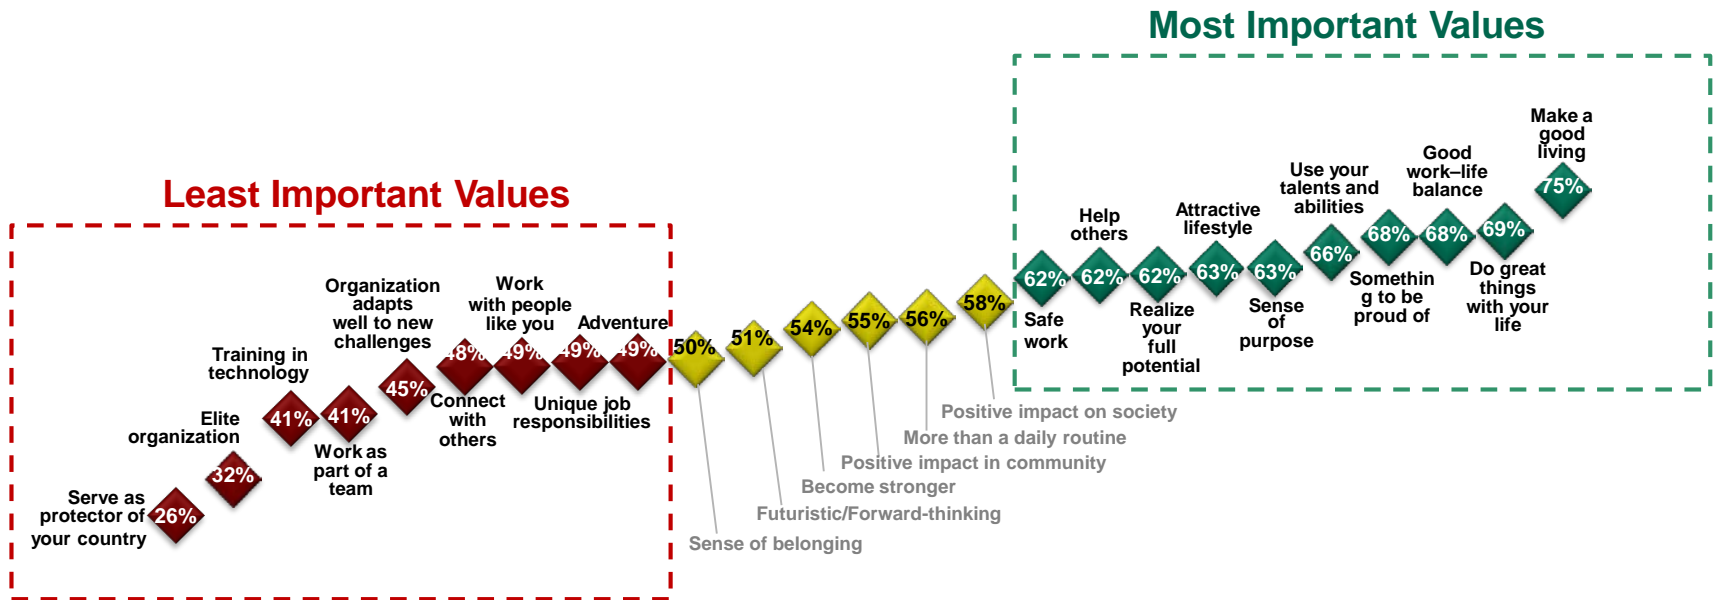 Most Important Values
Least Important Values
Serve as
protector of
your country
26%
Elite
organization
32%
Training in
technology
41%
41%
Work as
part of a
team
Organization
adapts
well to new
challenges
45%
48%
Connect
with
others
Work
with people
like you
49%
49%
Unique job
responsibilities
Adventure
49%
50%
Sense of belonging
51%
Futuristic/Forward-thinking
54%
Become stronger
55%
Positive impact in community
56%
More than a daily routine
58%
Positive impact on society
62%
Safe
work
Help
others
62%
62%
Realize
your
full
potential
Attractive
lifestyle
63%
63%
Sense
of
purpose
Use your
talents and
abilities
66%
68%
Somethin
g to be
proud of
Good
work–life
balance
68%
69%
Do great
things
with your
life
Make a
good
living
75%